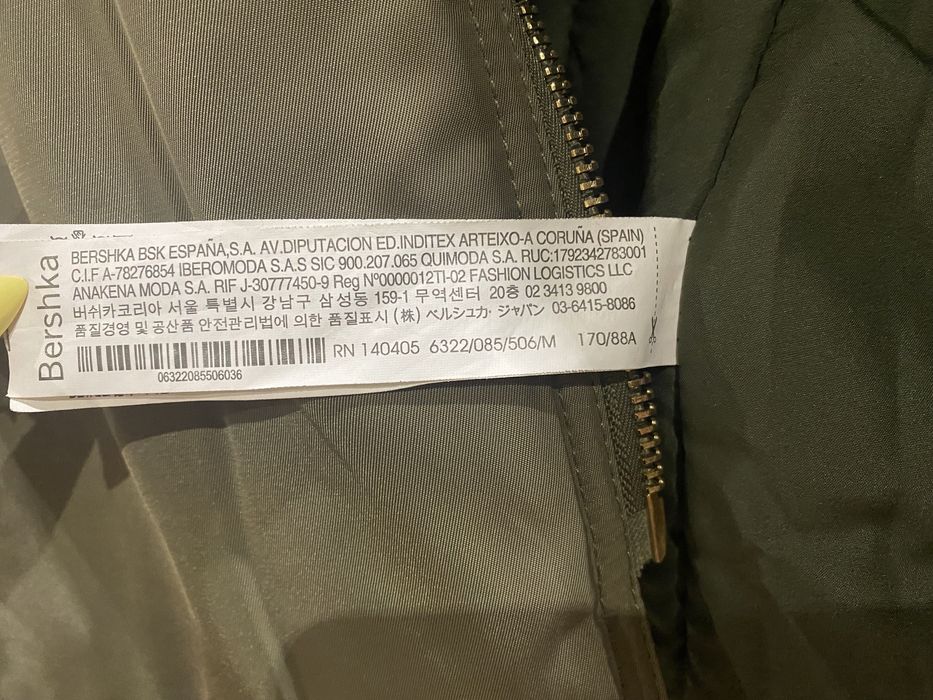 Bershka
BERSHKA BSK ESPAÑA,S.A. AV.DIPUTACION ED.INDITEX ARTEIXO-A CORUÑA (SPAIN)
C.I.F A-78276854 IBEROMODA S.A.S SIC 900.207.065 QUIMODA S.A. RUC:1792342783001
ANAKENA MODA S.A. RIF J-30777450-9 Reg Nº0000012TI-02 FASHION LOGISTICS LLC
버쉬카코리아 서울 특별시 강남구 삼성동 159-1 무역센터 20층 02 3413 9800
품질경영 및 공산품 안전관리법에 의한 품질표시 (株) ベルシュカ・ジャパン 03-6415-8086
RN 140405 6322/085/506/M 170/88A
06322085506036